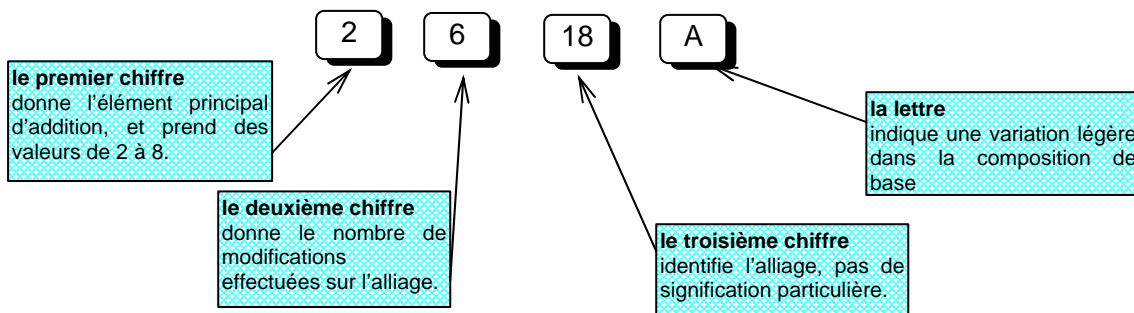 2 6 18 A
le premier chiffre
donne l'élément principal
d'addition, et prend des
valeurs de 2 à 8.
la lettre
indique une variation légère
dans la composition de
base
le deuxième chiffre
donne le nombre de
modifications
effectuées sur l'alliage.
le troisième chiffre
identifie l'alliage, pas de
signification particulière.